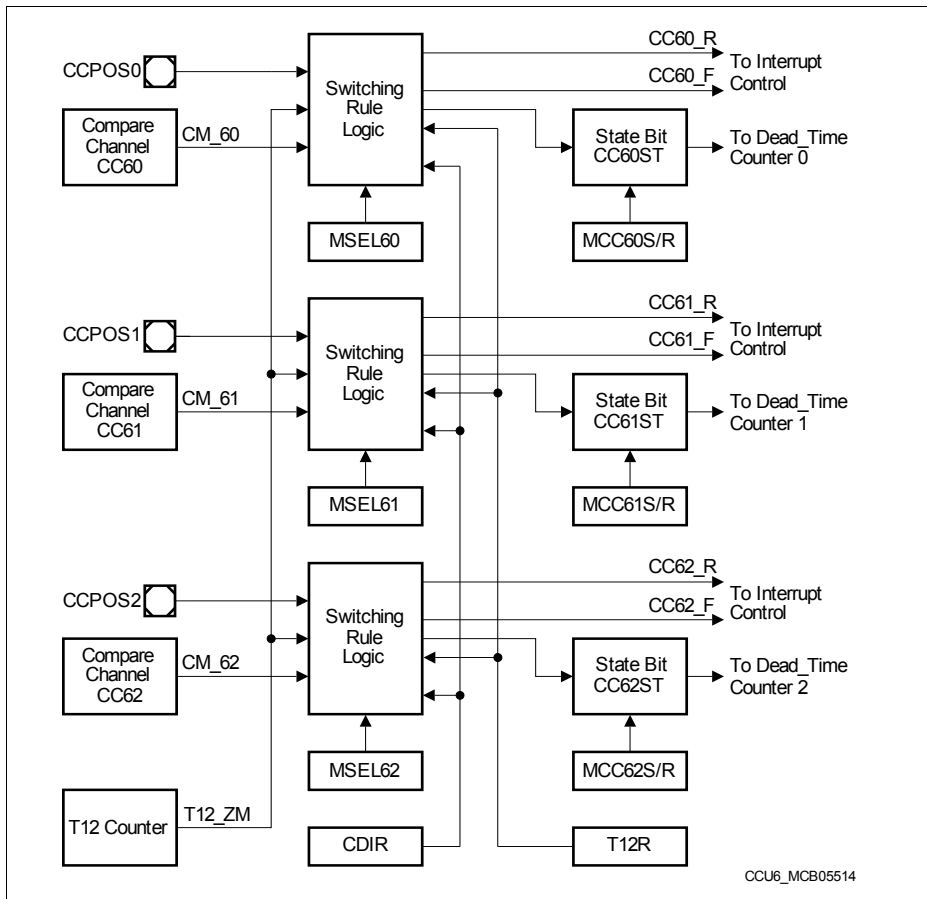 CC60_R
CCPOS0
Switching
Rule
Logic
CC60_F
To Interrupt
Control
Compare
Channel
CC60
CM_60
State Bit
CC60ST
To Dead_Time
Counter 0
MSEL60
MCC60S/R
CC61_R
CCPOS1
Switching
Rule
Logic
CC61_F
To Interrupt
Control
Compare
Channel
CC61
CM_61
State Bit
CC61ST
To Dead_Time
Counter 1
MSEL61
MCC61S/R
CC62_R
CCPOS2
Switching
Rule
Logic
CC62_F
To Interrupt
Control
Compare
Channel
CC62
CM_62
State Bit
CC62ST
To Dead_Time
Counter 2
MSEL62
MCC62S/R
T12 Counter
T12_ZM
CDIR
T12R
CCU6_MCB05514